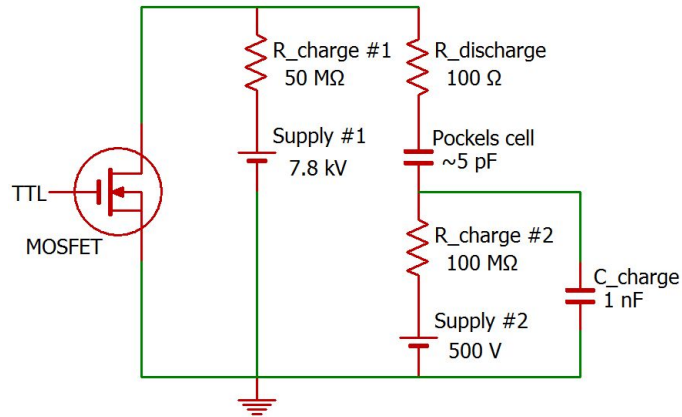 R_charge #1
50 MΩ
R_discharge
100 Ω
Supply #1
7.8 kV
Pockels cell
~5 pF
TTL
MOSFET
R_charge #2
100 MΩ
C_charge
1 nF
Supply #2
500 V